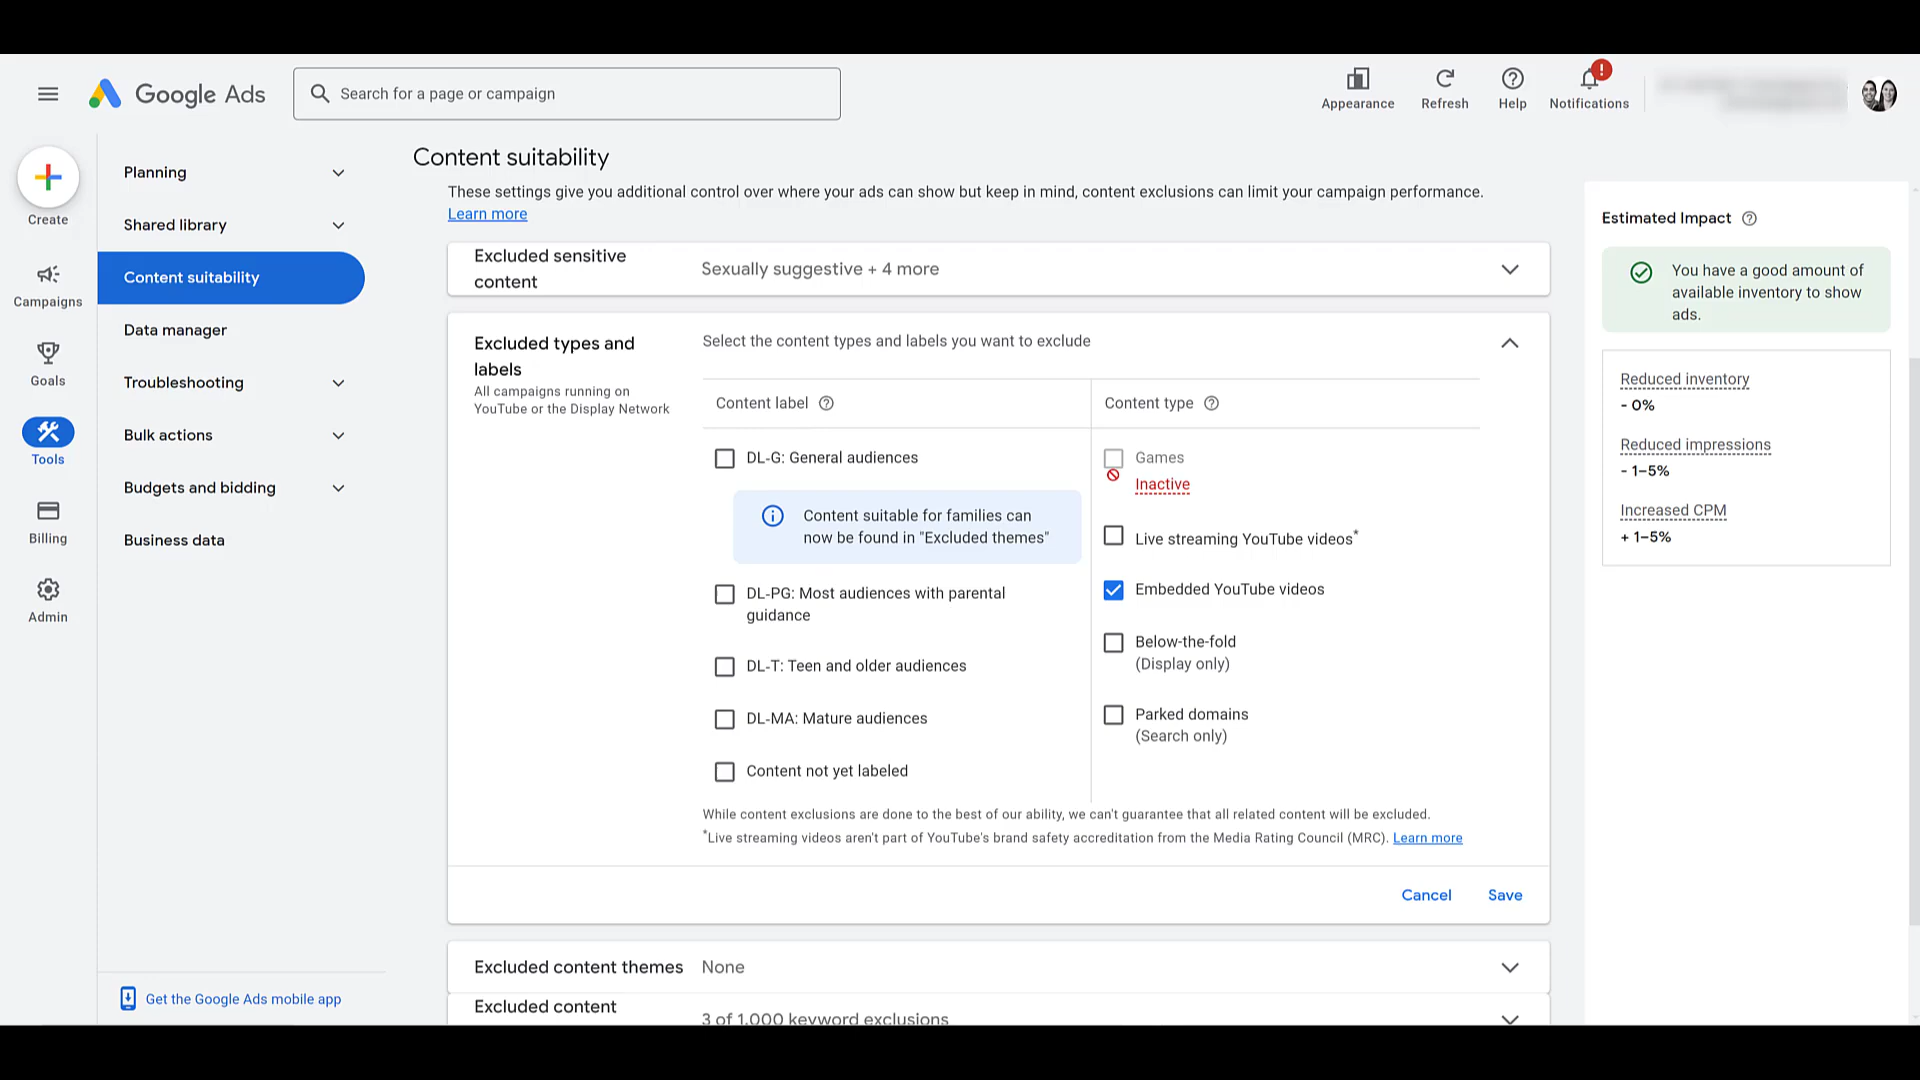 Google Ads
Search for a page or campaign
Appearance
Refresh
Help
Notifications
!
Create
Campaigns
Goals
Tools
Billing
Admin
Planning
Shared library
Content suitability
Data manager
Troubleshooting
Bulk actions
Budgets and bidding
Business data
Get the Google Ads mobile app
Content suitability
These settings give you additional control over where your ads can show but keep in mind, content exclusions can limit your campaign performance.
Learn more
Excluded sensitive
content
Sexually suggestive + 4 more
Excluded types and
labels
All campaigns running on
YouTube or the Display Network
Select the content types and labels you want to exclude
Content label
DL-G: General audiences
Content suitable for families can
now be found in "Excluded themes"
DL-PG: Most audiences with parental
guidance
DL-T: Teen and older audiences
DL-MA: Mature audiences
Content not yet labeled
Content type
Games
Inactive
Live streaming YouTube videos*
Embedded YouTube videos
Below-the-fold
(Display only)
Parked domains
(Search only)
While content exclusions are done to the best of our ability, we can't guarantee that all related content will be excluded.
*Live streaming videos aren't part of YouTube's brand safety accreditation from the Media Rating Council (MRC). Learn more
Cancel
Save
Excluded content themes
None
Excluded content
3 of 1,000 keyword exclusions
Estimated Impact
You have a good amount of
available inventory to show
ads.
Reduced inventory
- 0%
Reduced impressions
- 1–5%
Increased CPM
+ 1–5%